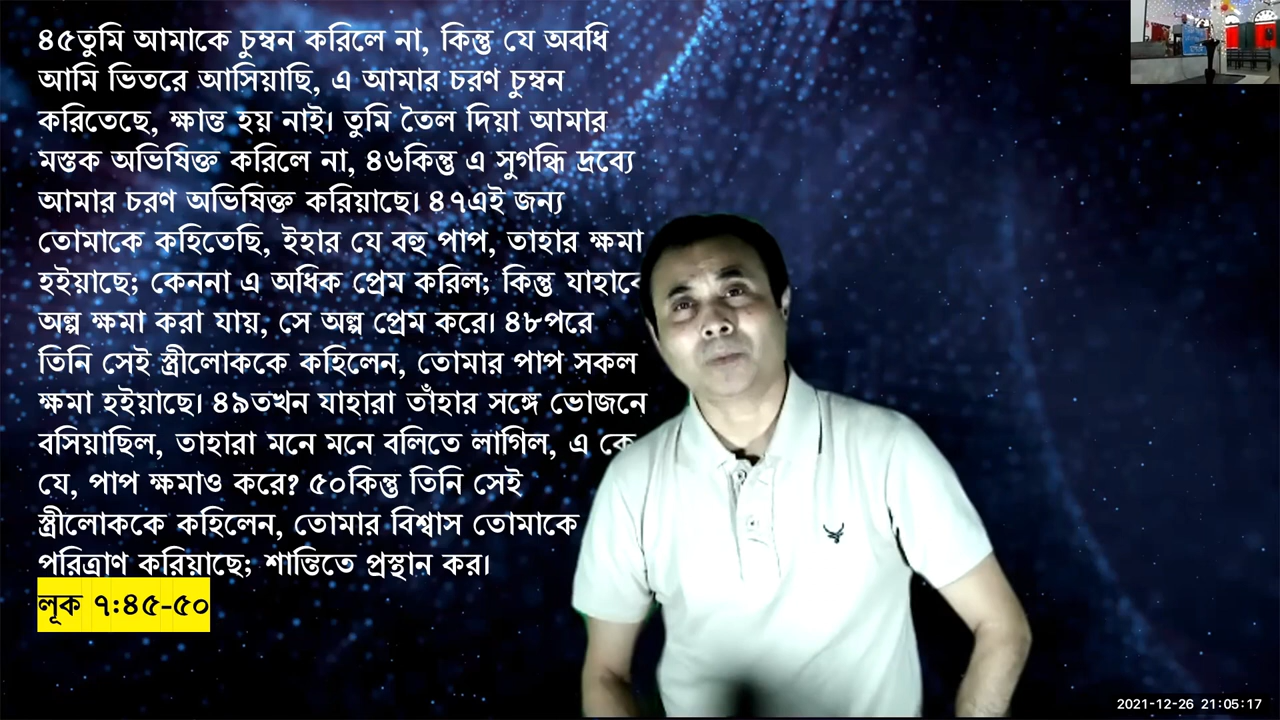 ৪৫তুমি আমাকে চুম্বন করিলে না, কিন্তু যে অবধি
আমি ভিতরে আসিয়াছি, এ আমার চরণ চুম্বন
করিতেছে, ক্ষান্ত হয় নাই। তুমি তৈল দিয়া আমার
মস্তক অভিষিক্ত করিলে না, ৪৬কিন্তু এ সুগন্ধি দ্রব্যে
আমার চরণ অভিষিক্ত করিয়াছে। ৪৭এই জন্য
তোমাকে কহিতেছি, ইহার যে বহু পাপ, তাহার ক্ষমা
হইয়াছে; কেননা এ অধিক প্রেম করিল; কিন্তু যাহাকে
অল্প ক্ষমা করা যায়, সে অল্প প্রেম করে। ৪৮পরে
তিনি সেই স্ত্রীলোককে কহিলেন, তোমার পাপ সকল
ক্ষমা হইয়াছে। ৪৯তখন যাহারা তাঁহার সঙ্গে ভোজনে
বসিয়াছিল, তাহারা মনে মনে বলিতে লাগিল, এ কে
যে, পাপ ক্ষমাও করে? ৫০কিন্তু তিনি সেই
স্ত্রীলোককে কহিলেন, তোমার বিশ্বাস তোমাকে
পরিত্রাণ করিয়াছে; শান্তিতে প্রস্থান কর।
লূক ৭:৪৫-৫০
2021-12-26 21:05:17